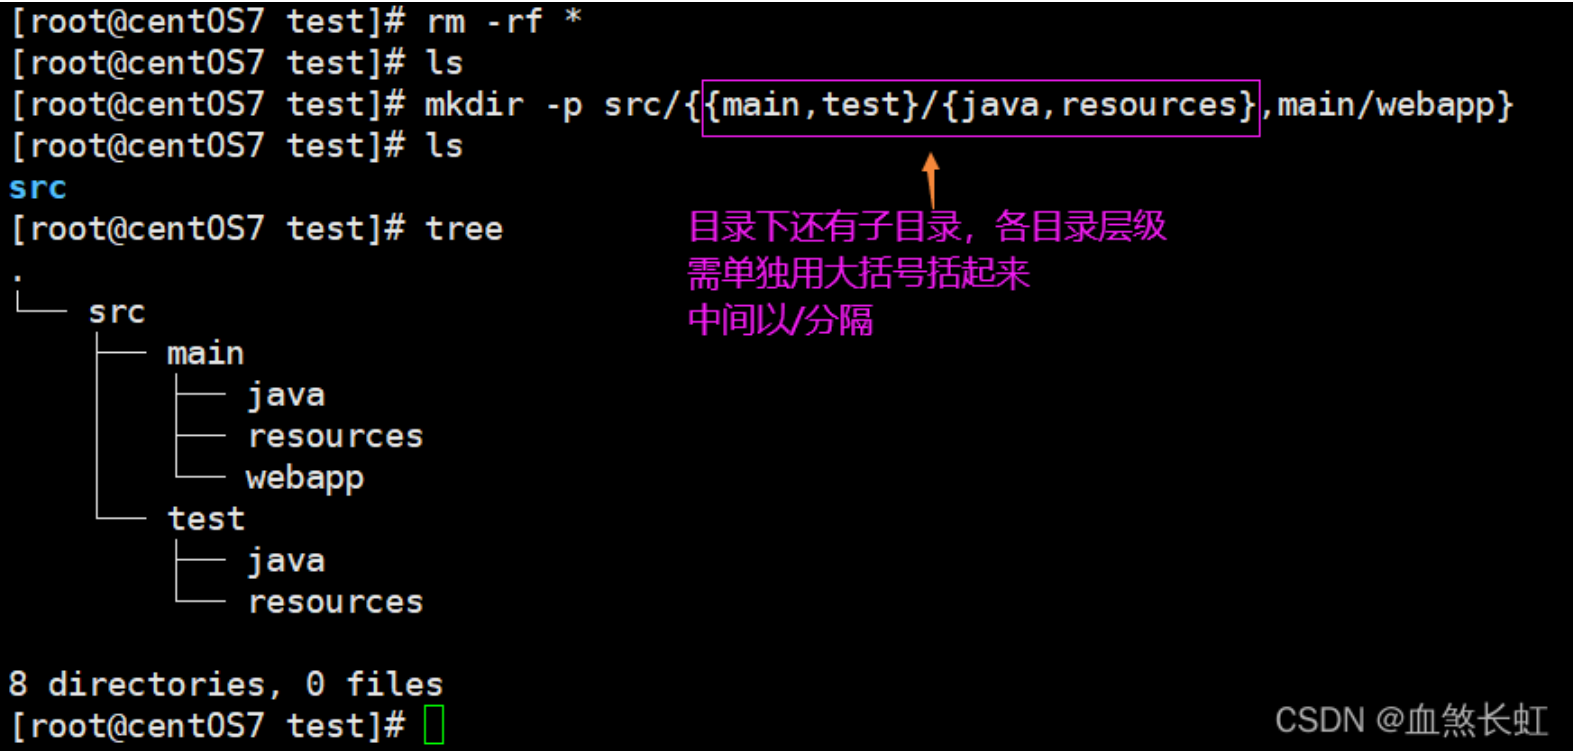 [root@centOS7 test]# rm -rf *
[root@centOS7 test]# ls
[root@centOS7 test]# mkdir -p src/{{main,test}/{java,resources},main/webapp}
[root@centOS7 test]# ls
src
[root@centOS7 test]# tree
.
└── src
    ├── main
    │   ├── java
    │   ├── resources
    │   └── webapp
    └── test
        ├── java
        └── resources
目录下还有子目录，各目录层级
需单独用大括号括起来
中间以/分隔
8 directories, 0 files
[root@centOS7 test]#
CSDN @血煞长虹